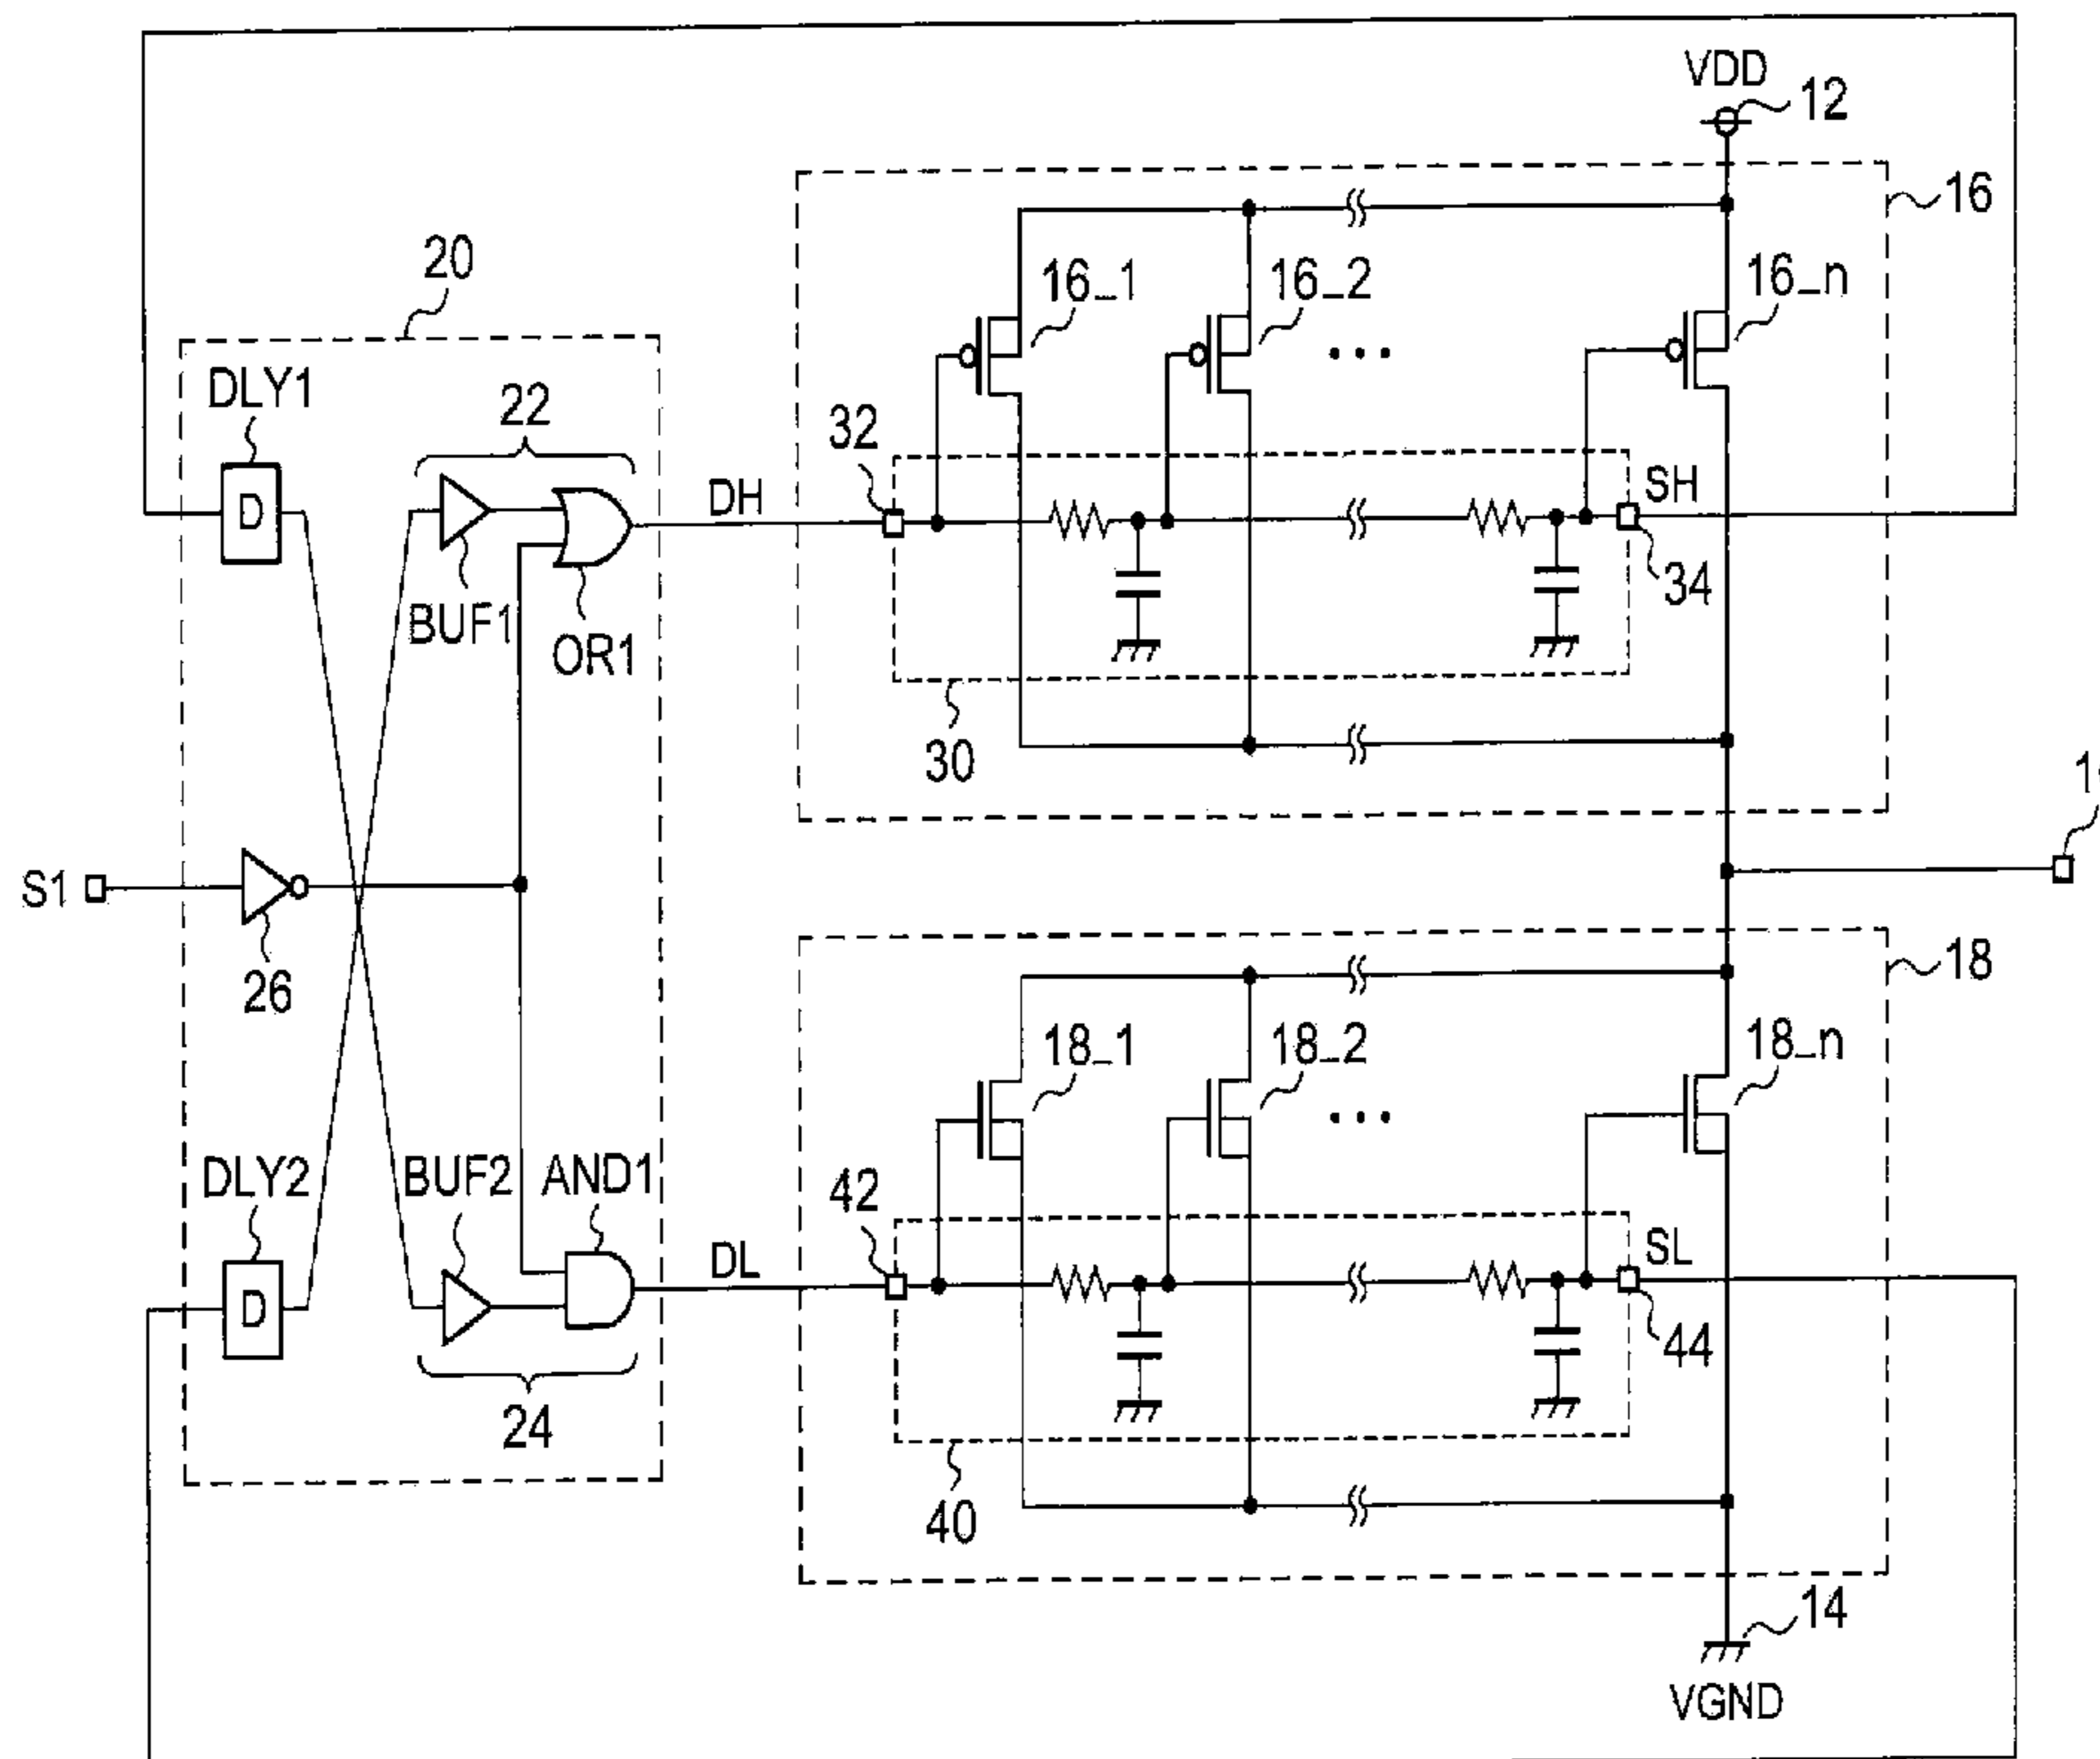 VDD
12
16
20
16_1
16_2
16_n
DLY1
22
32
D
DH
SH
BUF1
OR1
34
30
S1
26
18
18_1
18_2
18_n
DLY2
BUF2
AND1
42
D
DL
SL
44
24
40
14
VGND